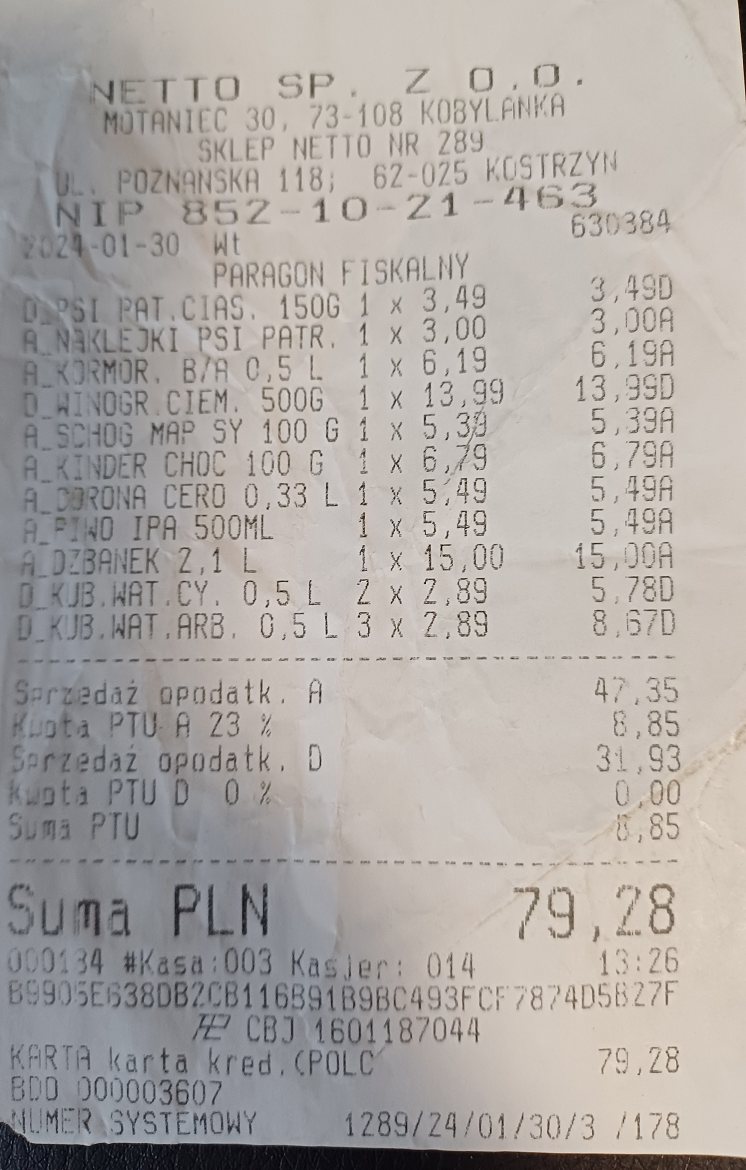 NETTO SP. Z O.O.
MOTANIEC 30, 73-108 KOBYLANKA
SKLEP NETTO NR 289
UL. POZNANSKA 118; 62-025 KOSTRZYN
NIP 852-10-21-463
2024-01-30 Wt 630384
PARAGON FISKALNY
D_PSI PAT.CIAS. 150G 1 x 3,49 3,49D
A_NAKLEJKI PSI PATR. 1 x 3,00 3,00A
A_KORMOR. B/A 0,5 L 1 x 6,19 6,19A
D_WINOGR.CIEM. 500G 1 x 13,99 13,99D
A_SCHOG MAP SY 100 G 1 x 5,39 5,39A
A_KINDER CHOC 100 G 1 x 6,79 6,79A
A_CORONA CERO 0,33 L 1 x 5,49 5,49A
A_PIWO IPA 500ML 1 x 5,49 5,49A
A_DZBANEK 2,1 L 1 x 15,00 15,00A
D_KUB.WAT.CY. 0,5 L 2 x 2,89 5,78D
D_KUB.WAT.ARB. 0,5 L 3 x 2,89 8,67D
Sprzedaż opodatk. A 47,35
Kwota PTU A 23 % 8,85
Sprzedaż opodatk. D 31,93
Kwota PTU D 0 % 0,00
Suma PTU 8,85
Suma PLN 79,28
000184 #Kasa:003 Kasjer: 014 13:26
B9905E638DB2CB116B91B9BC493FCF7874D5B27F
CBJ 1601187044
KARTA karta kred.(POLC 79,28
BDO 000003607
NUMER SYSTEMOWY 1289/24/01/30/3 /178